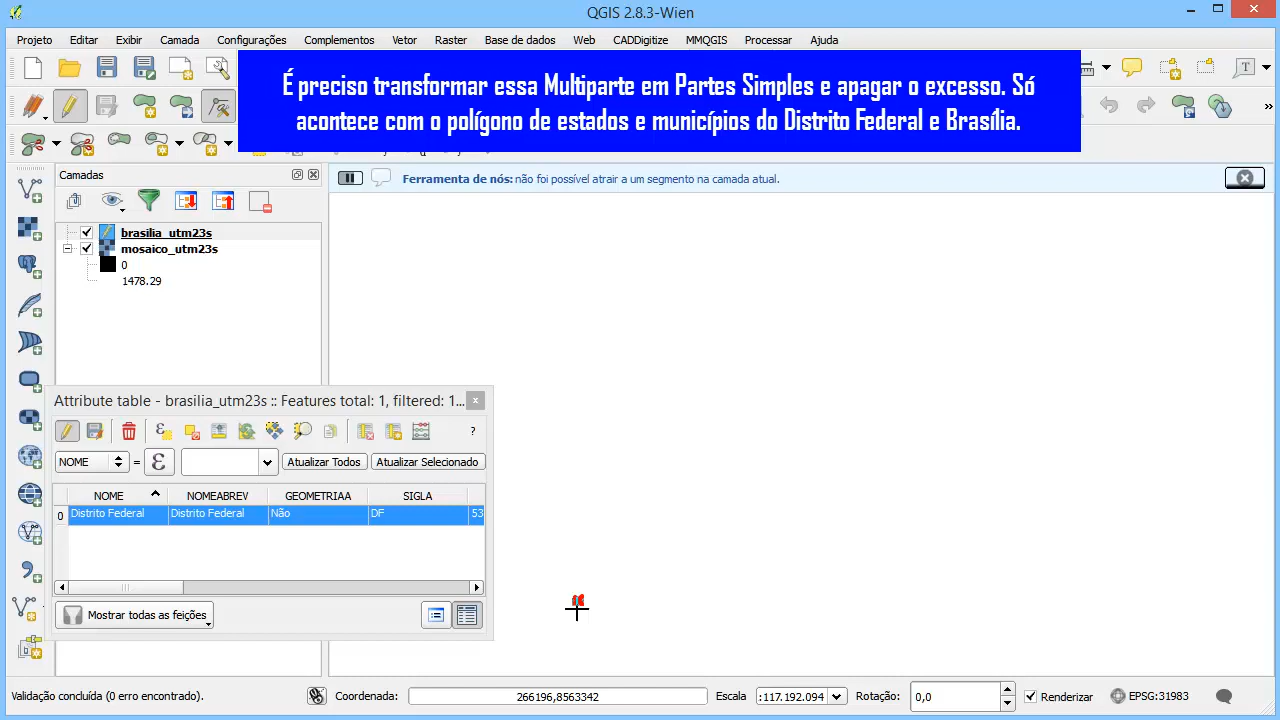 QGIS 2.8.3-Wien
Projeto Editar Exibir Camada Configurações Complementos Vetor Raster Base de dados Web CADDigitize MMQGIS Processar Ajuda
É preciso transformar essa Multiparte em Partes Simples e apagar o excesso. Só
acontece com o polígono de estados e municípios do Distrito Federal e Brasília.
Camadas
Ferramenta de nós: não foi possível atrair a um segmento na camada atual.
brasilia_utm23s
mosaico_utm23s
0
1478.29
Attribute table - brasilia_utm23s :: Features total: 1, filtered: 1...
?
NOME = ε Atualizar Todos Atualizar Selecionado
NOME NOMEABREV GEOMETRIAA SIGLA
0 Distrito Federal Distrito Federal Não DF 53
Mostrar todas as feições
Validação concluída (0 erro encontrado). Coordenada: 266196,8563342 Escala :117.192.094 Rotação: 0,0 Renderizar EPSG:31983